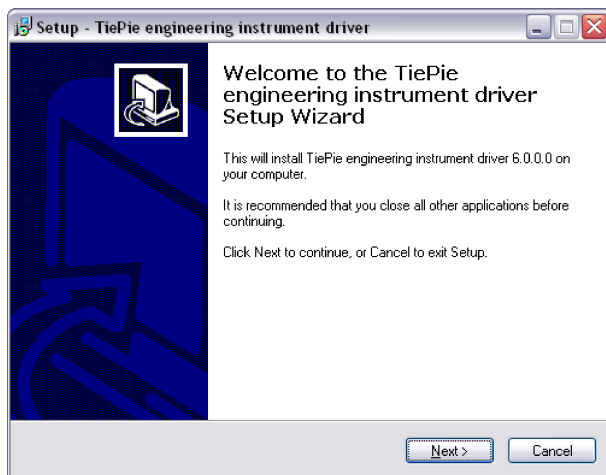 Setup - TiePie engineering instrument driver
Welcome to the TiePie
engineering instrument driver
Setup Wizard
This will install TiePie engineering instrument driver 6.0.0.0 on
your computer.
It is recommended that you close all other applications before
continuing.
Click Next to continue, or Cancel to exit Setup.
Next >
Cancel